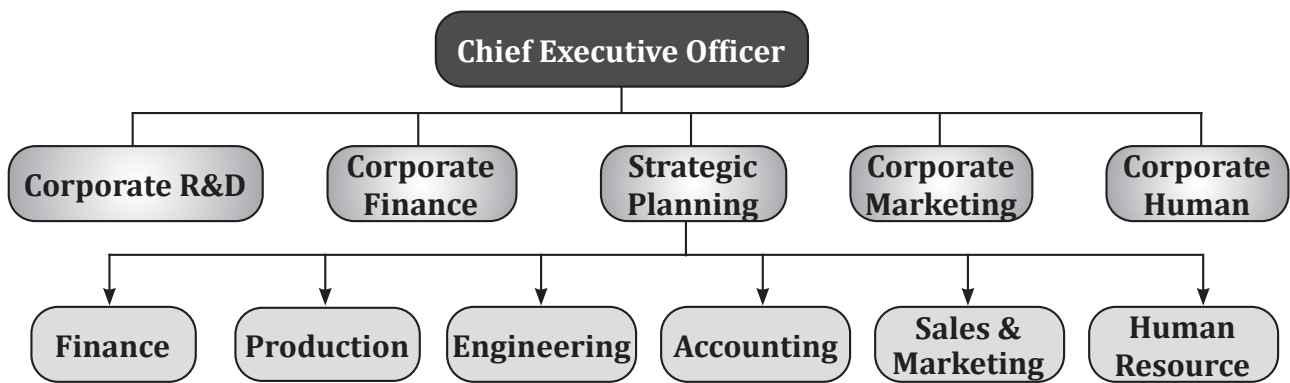 Chief Executive Officer
Corporate R&D
Corporate
Finance
Strategic
Planning
Corporate
Marketing
Corporate
Human
Finance
Production
Engineering
Accounting
Sales &
Marketing
Human
Resource